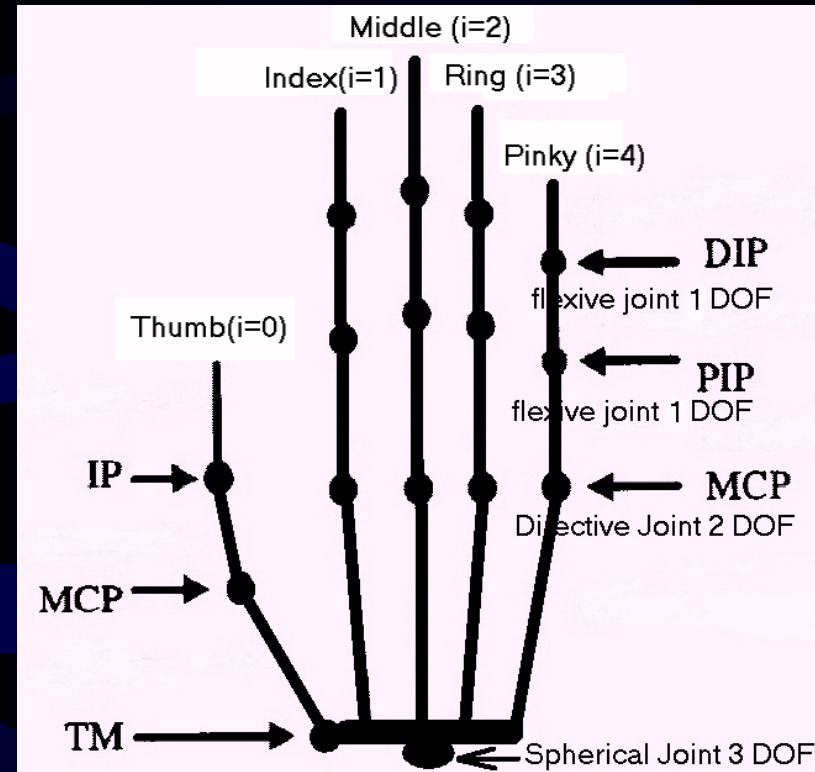 Middle (i=2)
Index(i=1)
Ring (i=3)
Pinky (i=4)
DIP
flexive joint 1 DOF
Thumb(i=0)
PIP
flexive joint 1 DOF
IP
MCP
Directive Joint 2 DOF
MCP
TM
Spherical Joint 3 DOF